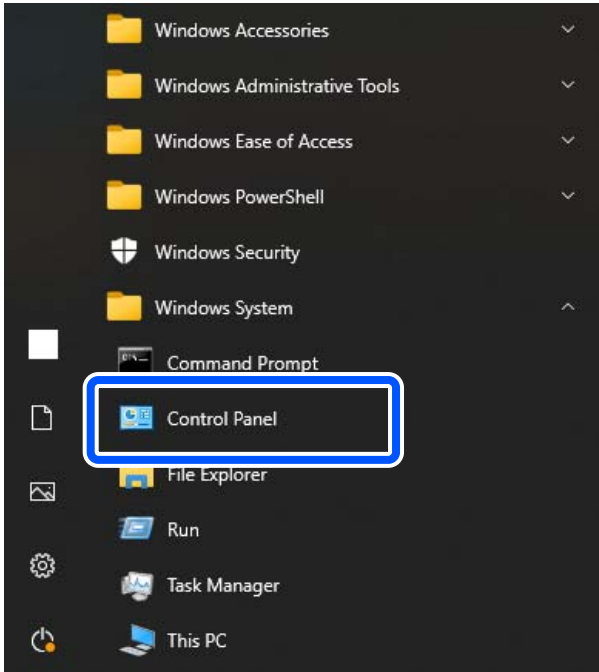 Windows Accessories
Windows Administrative Tools
Windows Ease of Access
Windows PowerShell
Windows Security
Windows System
Command Prompt
Control Panel
File Explorer
Run
Task Manager
This PC